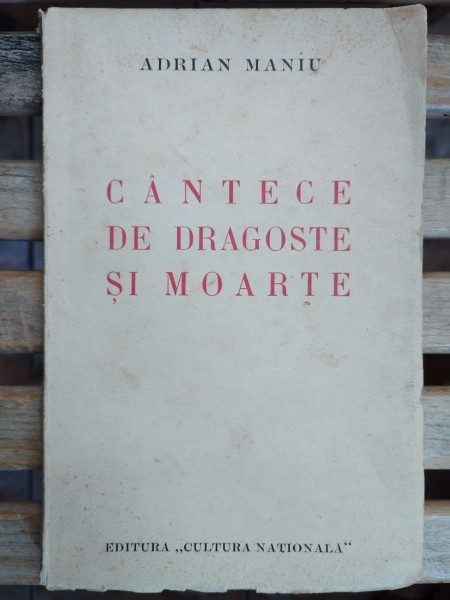 ADRIAN MANIU
CÂNTECE
DE DRAGOSTE
ȘI MOARTE
EDITURA „CULTURA NAȚIONALĂ"